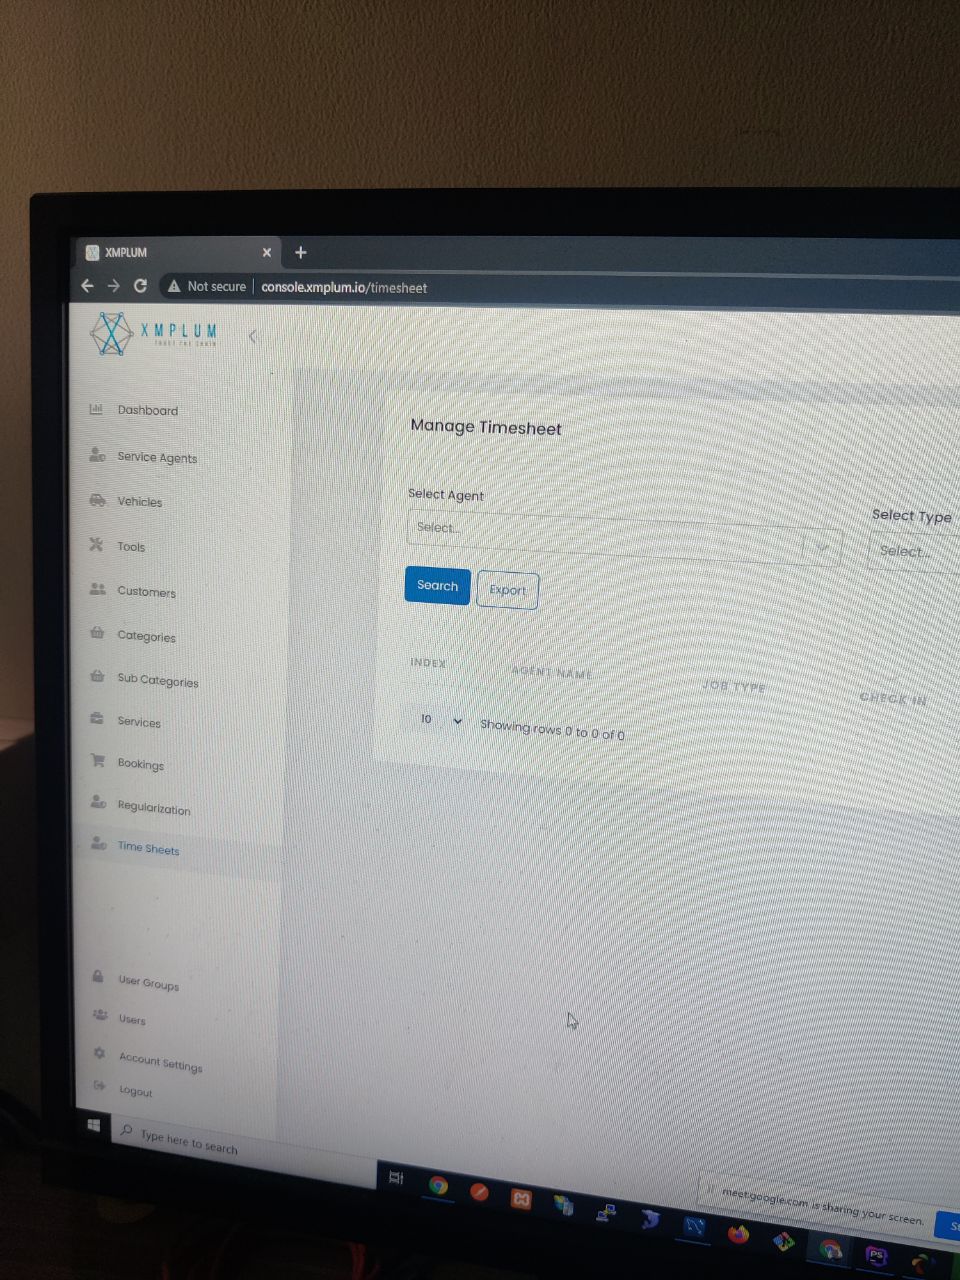 XMPLUM
Not secure
console.xmplum.io/timesheet
XMPLUM
TRUST THE CHAIN
Dashboard
Service Agents
Vehicles
Tools
Customers
Categories
Sub Categories
Services
Bookings
Regularization
Time Sheets
User Groups
Users
Account Settings
Logout
Manage Timesheet
Select Agent
Select Type
Select...
Select...
Search
Export
INDEX
AGENT NAME
JOB TYPE
CHECK IN
10
Showing rows 0 to 0 of 0
Type here to search
meet.google.com is sharing your screen.
PS